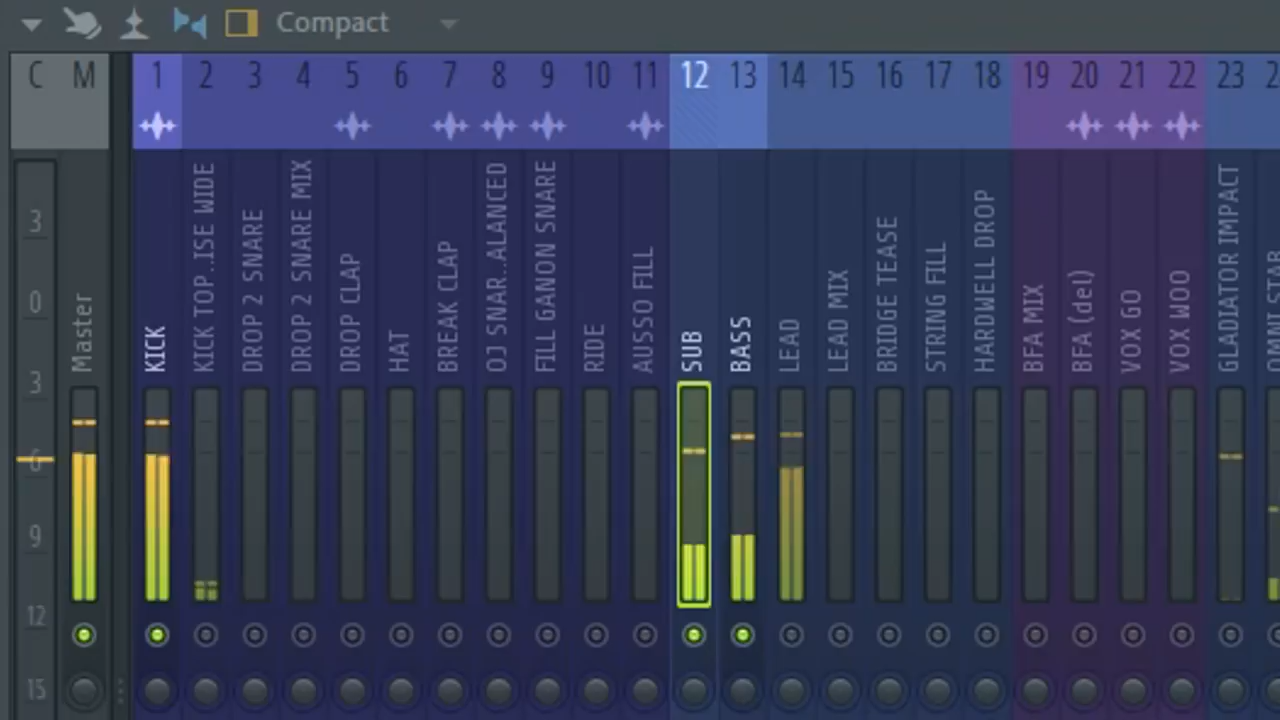 Compact
C M 1 2 3 4 5 6 7 8 9 10 11 12 13 14 15 16 17 18 19 20 21 22 23
Master
KICK
KICK TOP..ISE WIDE
DROP 2 SNARE
DROP 2 SNARE MIX
DROP CLAP
HAT
BREAK CLAP
OJ SNAR..ALANCED
FILL GANON SNARE
RIDE
AUSSO FILL
SUB
BASS
LEAD
LEAD MIX
BRIDGE TEASE
STRING FILL
HARDWELL DROP
BFA MIX
BFA (del)
VOX GO
VOX WOO
GLADIATOR IMPACT
3
0
3
6
9
12
15